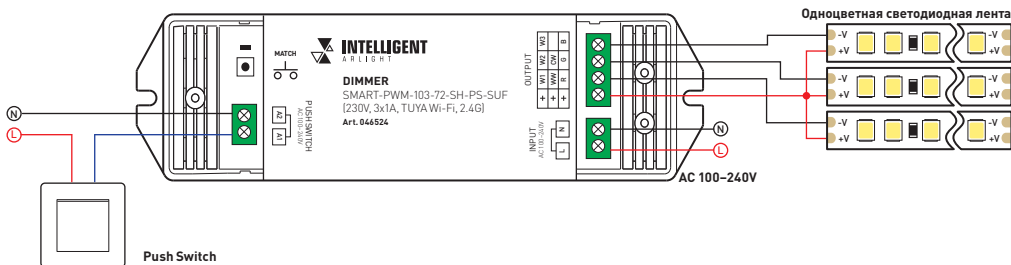 Одноцветная светодиодная лента
MATCH
INTELLIGENT
ARLIGHT
DIMMER
SMART-PWM-103-72-SH-PS-SUF
(230V, 3x1A, TUYA Wi-Fi, 2.4G)
Art. 046524
PUSH SWITCH
AC 100-240V
A2
A1
OUTPUT
W3 B
W2 CW G
W1 WW R
+ + +
INPUT
AC 100-240V
N
L
N
L
N
L
AC 100–240V
-V -V
+V +V
-V -V
+V +V
-V -V
+V +V
Push Switch